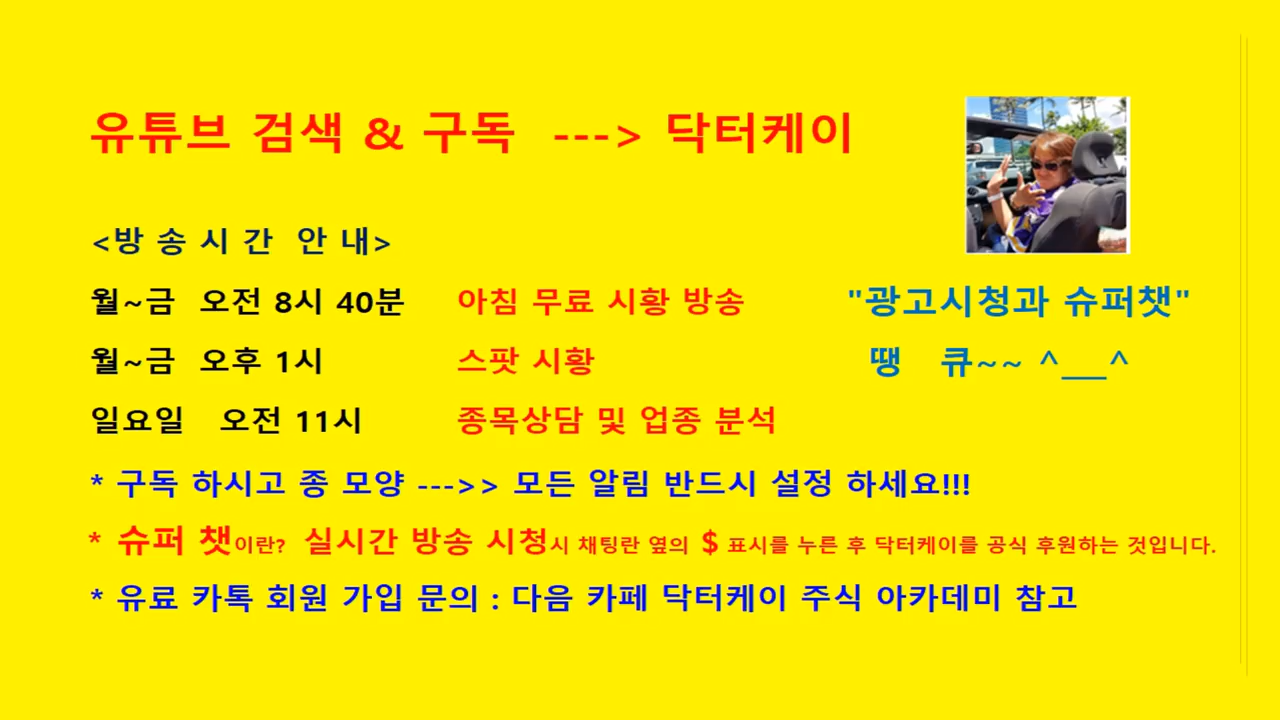 유튜브 검색 & 구독 ---> 닥터케이
<방 송 시 간 안 내>
월~금 오전 8시 40분 아침 무료 시황 방송
월~금 오후 1시 스팟 시황
일요일 오전 11시 종목상담 및 업종 분석
"광고시청과 슈퍼챗"
땡 큐~~ ^__^
* 구독 하시고 종 모양 --->> 모든 알림 반드시 설정 하세요!!!
* 슈퍼 챗이란? 실시간 방송 시청시 채팅란 옆의 $ 표시를 누른 후 닥터케이를 공식 후원하는 것입니다.
* 유료 카톡 회원 가입 문의 : 다음 카페 닥터케이 주식 아카데미 참고